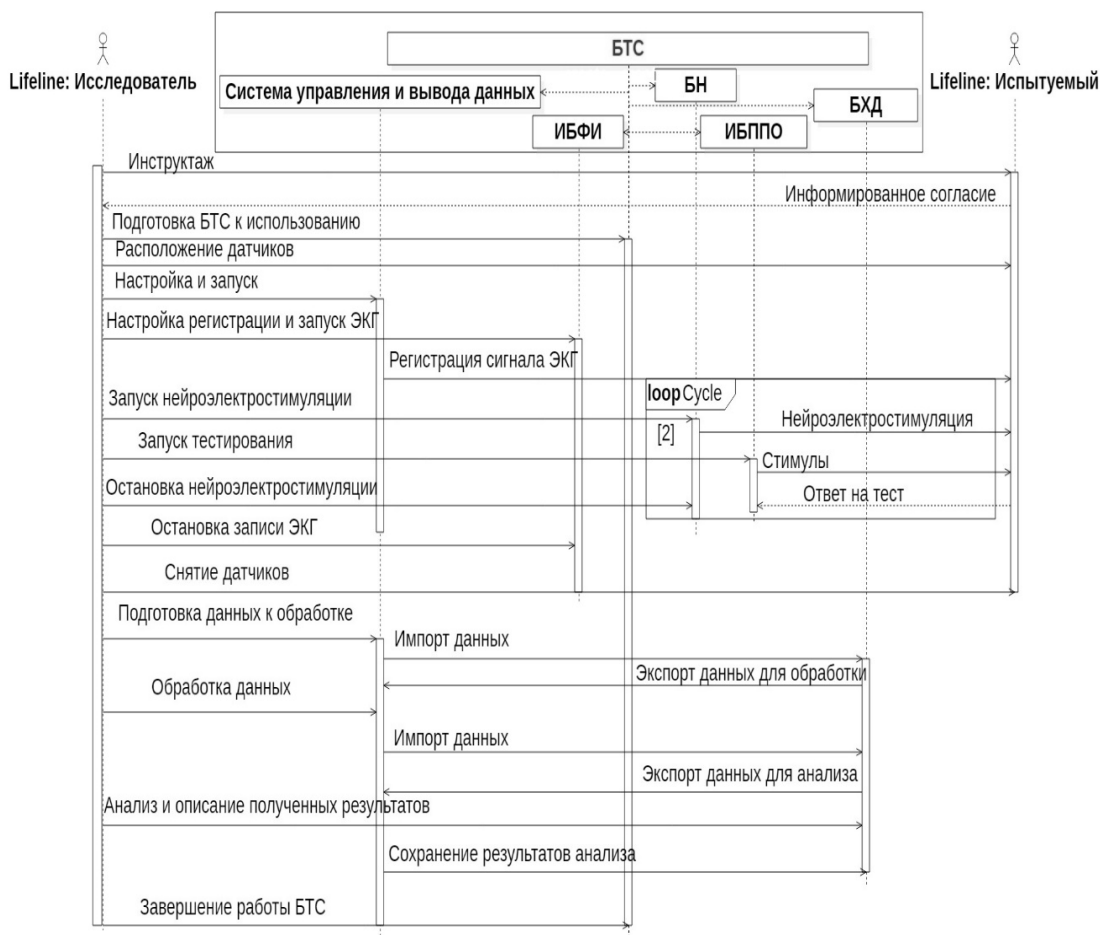 БТС
Lifeline: Исследователь
Система управления и вывода данных
БН
БХД
Lifeline: Испытуемый
ИБФИ
ИБППО
Инструктаж
Информированное согласие
Подготовка БТС к использованию
Расположение датчиков
Настройка и запуск
Настройка регистрации и запуск ЭКГ
Регистрация сигнала ЭКГ
loop Cycle
Запуск нейроэлектростимуляции
[2]
Нейроэлектростимуляция
Запуск тестирования
Стимулы
Остановка нейроэлектростимуляции
Ответ на тест
Остановка записи ЭКГ
Снятие датчиков
Подготовка данных к обработке
Импорт данных
Экспорт данных для обработки
Обработка данных
Импорт данных
Экспорт данных для анализа
Анализ и описание полученных результатов
Сохранение результатов анализа
Завершение работы БТС